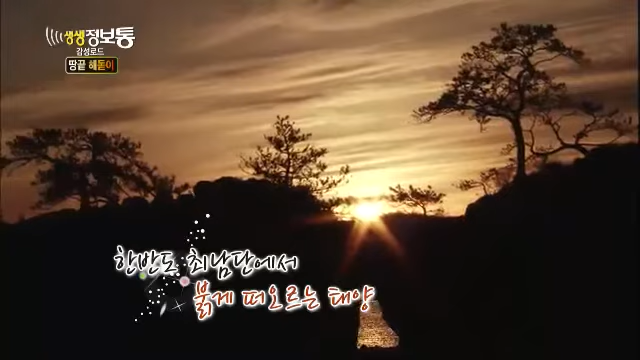 생생정보통
감성로드
땅끝 해돋이
한반도 최남단에서
붉게 떠오르는 태양